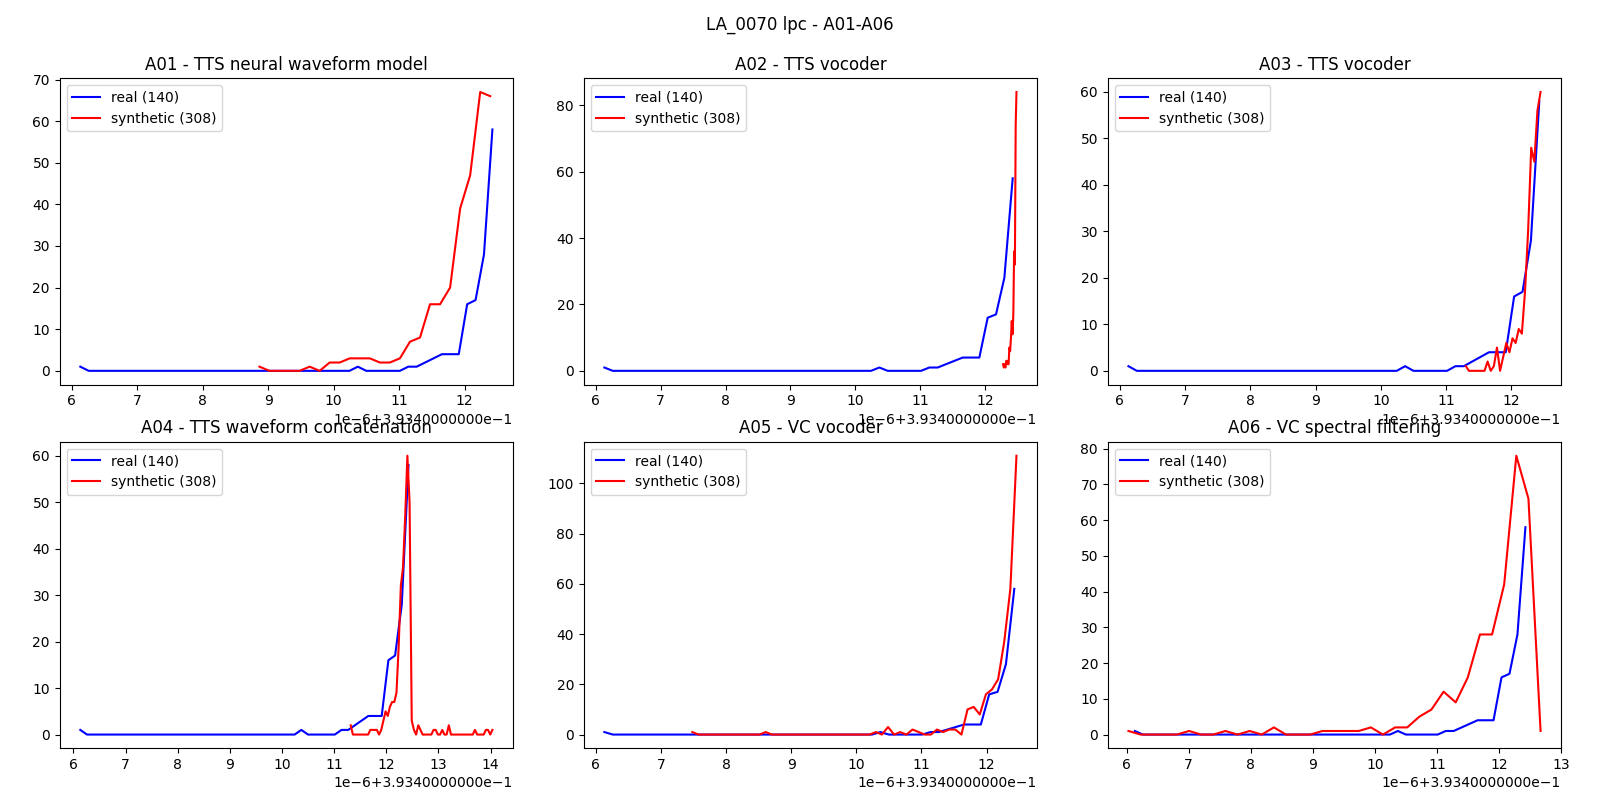 LA_0070 lpc - A01-A06
A01 - TTS neural waveform model
70
60
50
40
30
20
10
0
real (140)
synthetic (308)
6 7 8 9 10 11 12
1e-6+3.9340000000e-1
A02 - TTS vocoder
80
60
40
20
0
real (140)
synthetic (308)
6 7 8 9 10 11 12
1e-6+3.9340000000e-1
A03 - TTS vocoder
60
50
40
30
20
10
0
real (140)
synthetic (308)
6 7 8 9 10 11 12
1e-6+3.9340000000e-1
A04 - TTS waveform concatenation
60
50
40
30
20
10
0
real (140)
synthetic (308)
6 7 8 9 10 11 12 13 14
1e-6+3.9340000000e-1
A05 - VC vocoder
100
80
60
40
20
0
real (140)
synthetic (308)
6 7 8 9 10 11 12
1e-6+3.9340000000e-1
A06 - VC spectral filtering
80
70
60
50
40
30
20
10
0
real (140)
synthetic (308)
6 7 8 9 10 11 12 13
1e-6+3.9340000000e-1